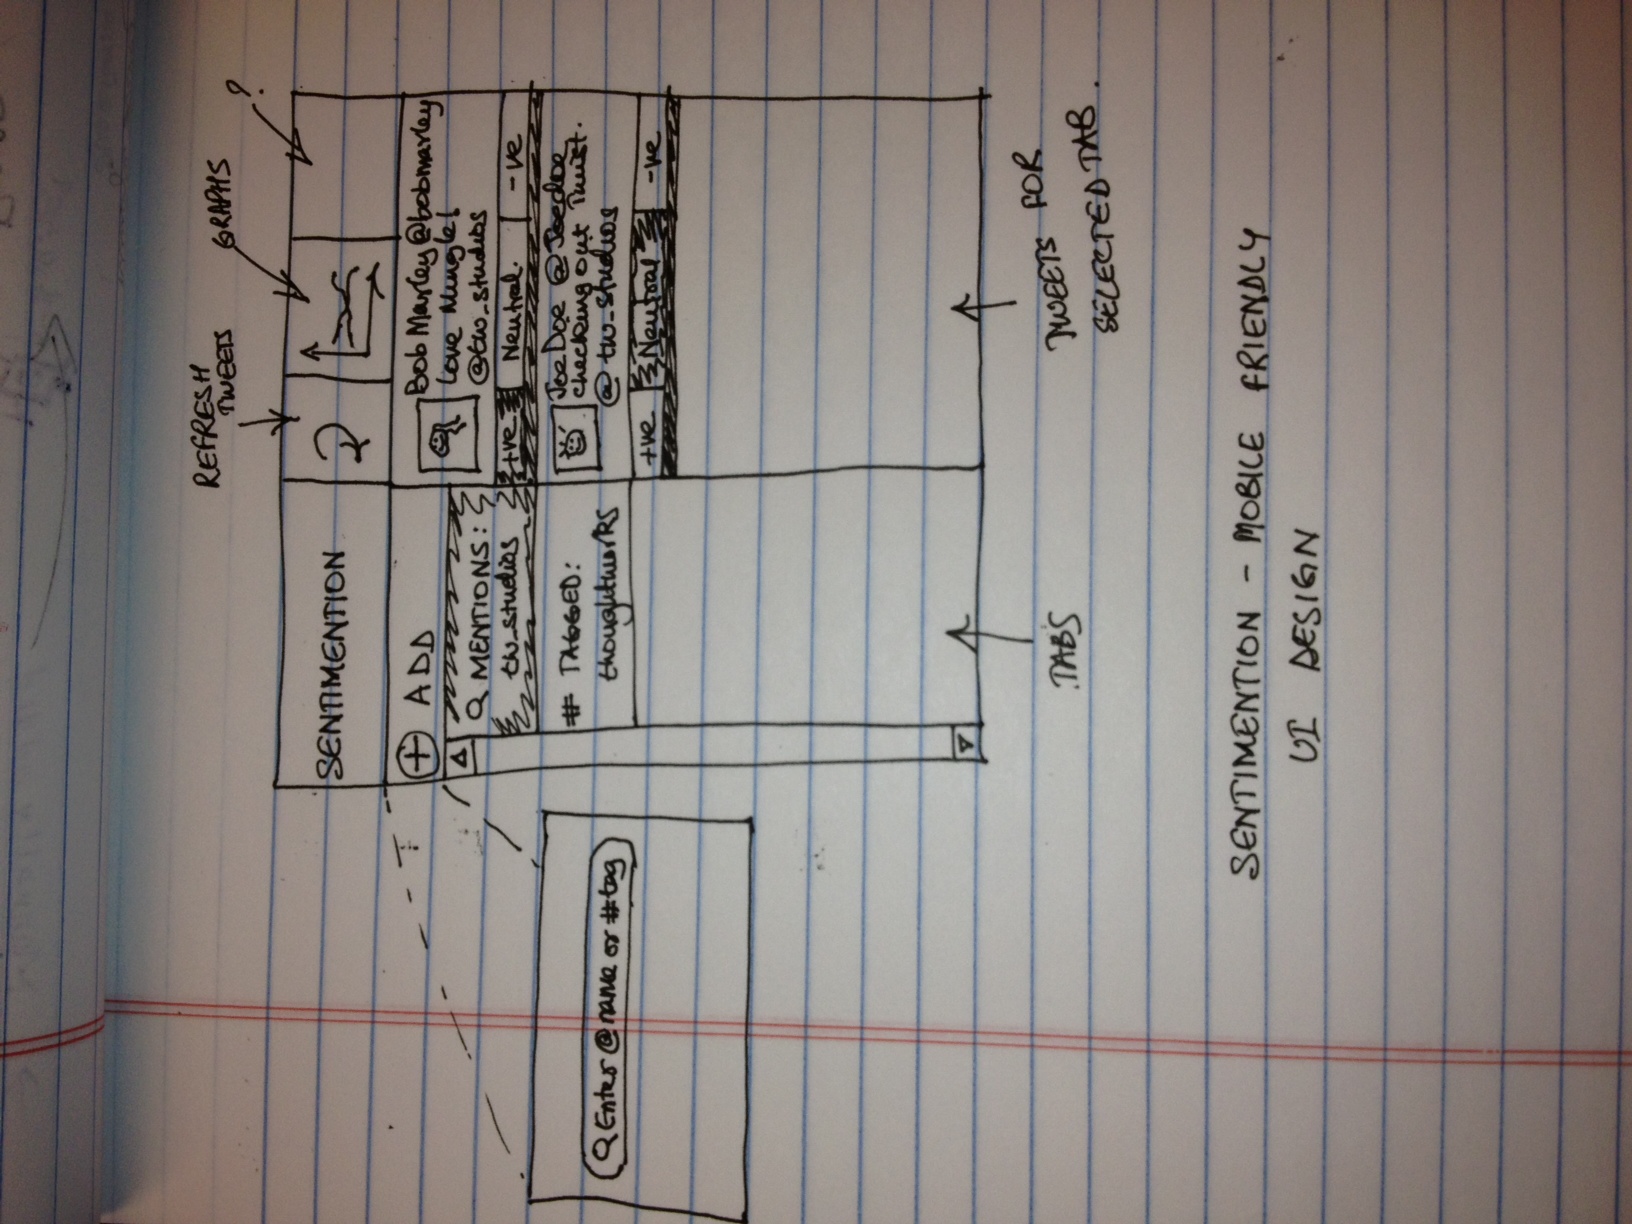 REFRESH
TWEETS
GRAPHS
?
SENTIMENTION
ADD
MENTIONS:
tw_studios
# TAGGED:
thoughtworks
Bob Marley @bobmarley
Love Mingle!
@tw_studios
+ve Neutral. -ve
Joe Doe @Joedoe
checking out Twist.
@tw_studios
+ve Neutral -ve
Enter @name or #tag
TABS
TWEETS FOR
SELECTED TAB.
SENTIMENTION - MOBILE FRIENDLY
UI DESIGN